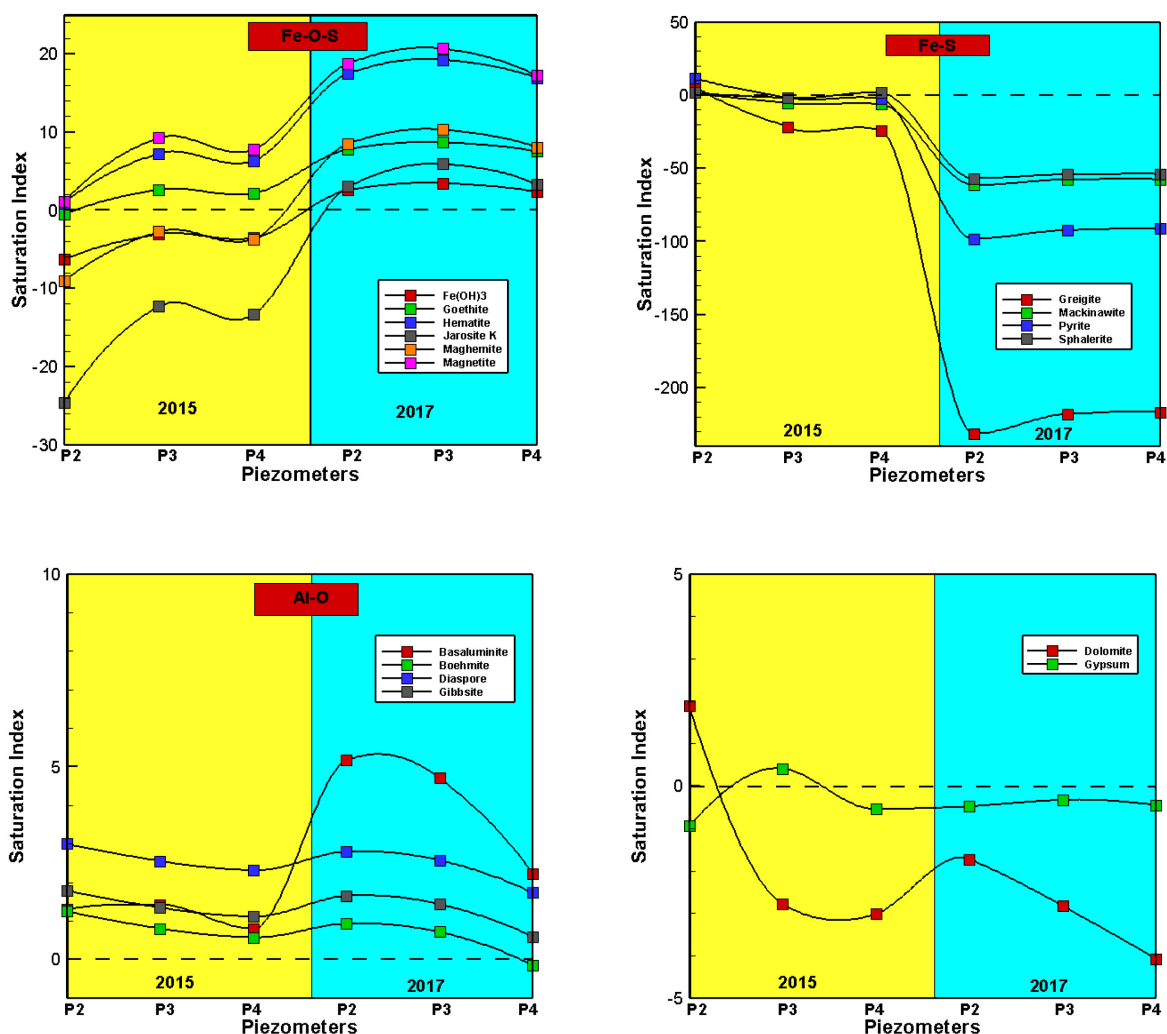 Fe-O-S
Saturation Index
20
10
0
-10
-20
-30
Fe(OH)3
Goethite
Hematite
Jarosite K
Maghemite
Magnetite
2015
2017
P2
P3
P4
P2
P3
P4
Piezometers
Fe-S
Saturation Index
50
0
-50
-100
-150
-200
Greigite
Mackinawite
Pyrite
Sphalerite
2015
2017
P2
P3
P4
P2
P3
P4
Piezometers
Al-O
Saturation Index
10
5
0
Basaluminite
Boehmite
Diaspore
Gibbsite
2015
2017
P2
P3
P4
P2
P3
P4
Piezometers
Saturation Index
5
0
-5
Dolomite
Gypsum
2015
2017
P2
P3
P4
P2
P3
P4
Piezometers